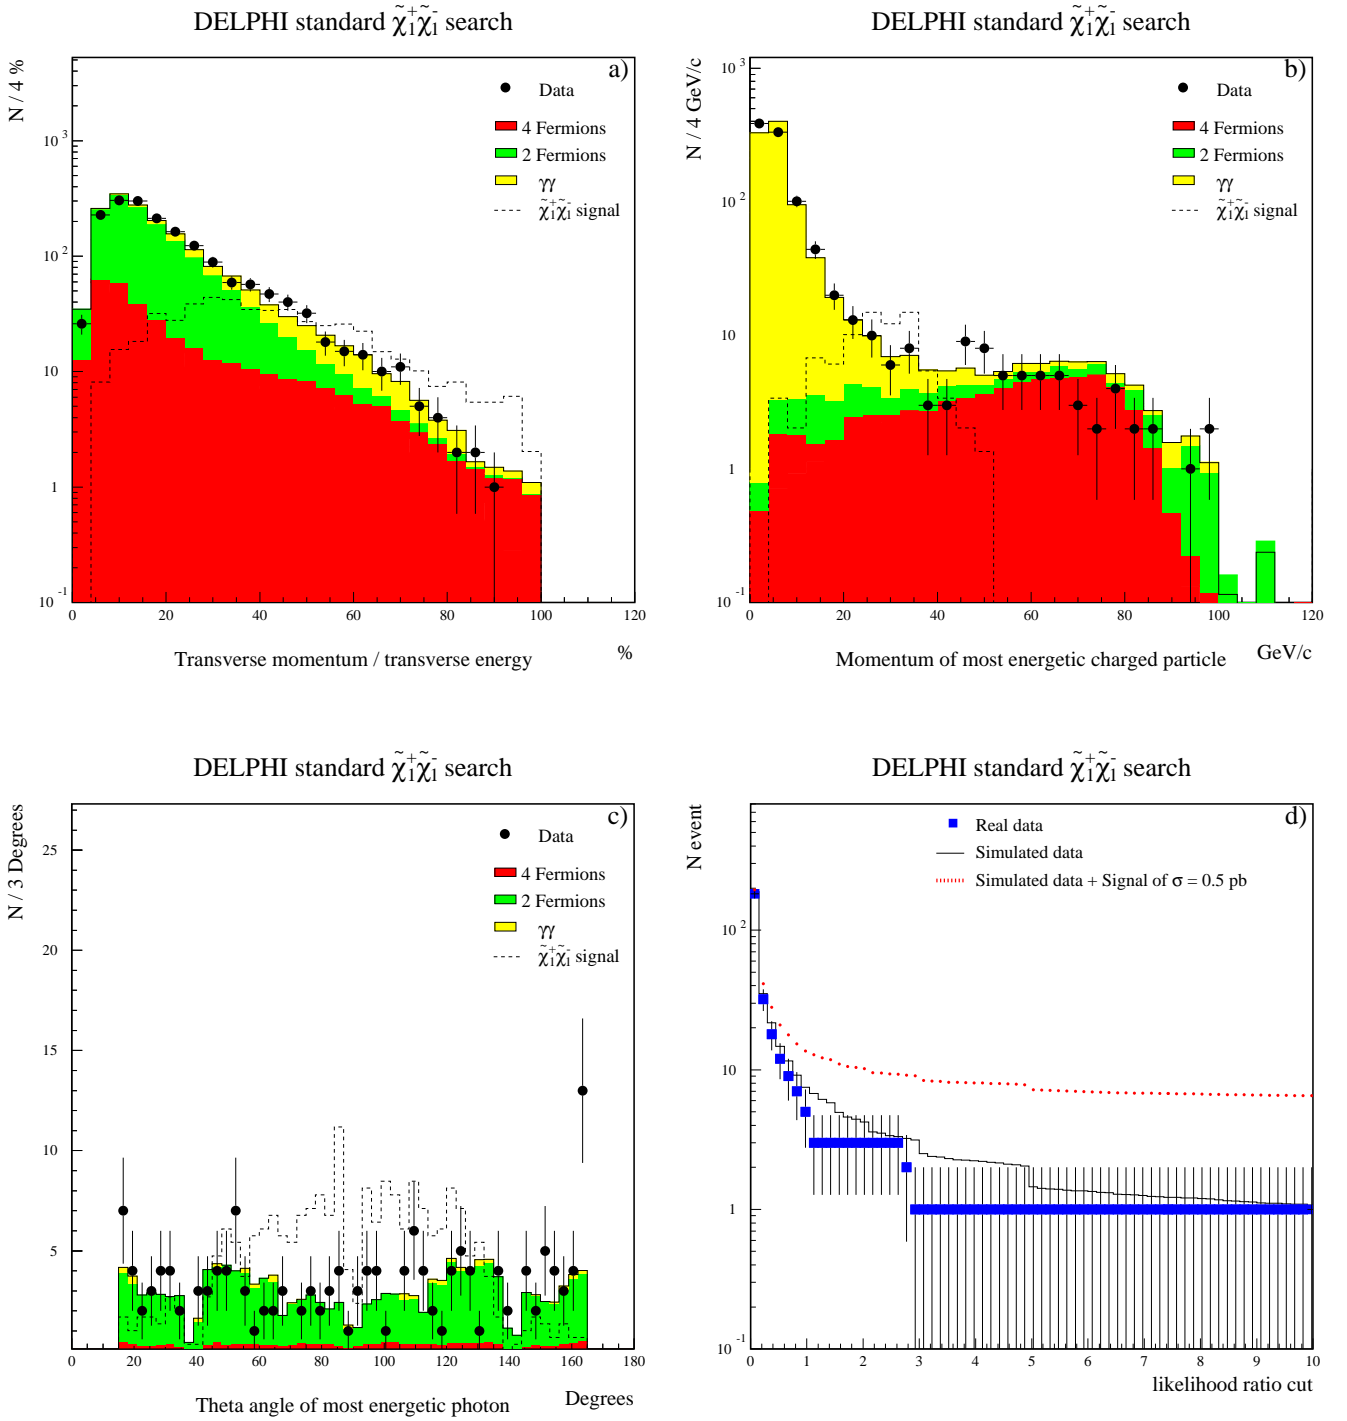 DELPHI standard χ̃₁⁺χ̃₁⁻ search
a)
N / 4 %
Data
4 Fermions
2 Fermions
γγ
χ̃₁⁺χ̃₁⁻ signal
10³
10²
10
1
10⁻¹
0 20 40 60 80 100 120
Transverse momentum / transverse energy
%
DELPHI standard χ̃₁⁺χ̃₁⁻ search
b)
N / 4 GeV/c
Data
4 Fermions
2 Fermions
γγ
χ̃₁⁺χ̃₁⁻ signal
10³
10²
10
1
10⁻¹
0 20 40 60 80 100 120
Momentum of most energetic charged particle
GeV/c
DELPHI standard χ̃₁⁺χ̃₁⁻ search
c)
N / 3 Degrees
Data
4 Fermions
2 Fermions
γγ
χ̃₁⁺χ̃₁⁻ signal
25
20
15
10
5
0 20 40 60 80 100 120 140 160 180
Theta angle of most energetic photon
Degrees
DELPHI standard χ̃₁⁺χ̃₁⁻ search
d)
N event
Real data
Simulated data
Simulated data + Signal of σ = 0.5 pb
10²
10
1
10⁻¹
0 1 2 3 4 5 6 7 8 9 10
likelihood ratio cut